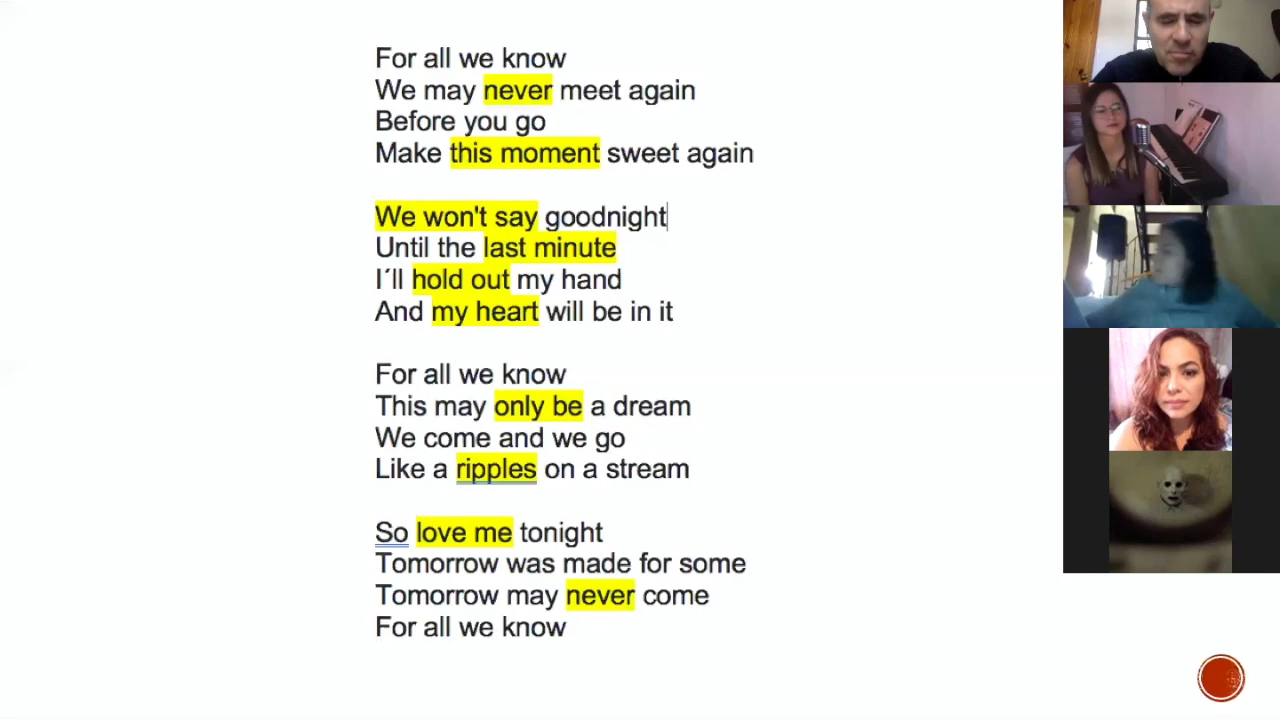 For all we know
We may never meet again
Before you go
Make this moment sweet again
We won't say goodnight
Until the last minute
I´ll hold out my hand
And my heart will be in it
For all we know
This may only be a dream
We come and we go
Like a ripples on a stream
So love me tonight
Tomorrow was made for some
Tomorrow may never come
For all we know